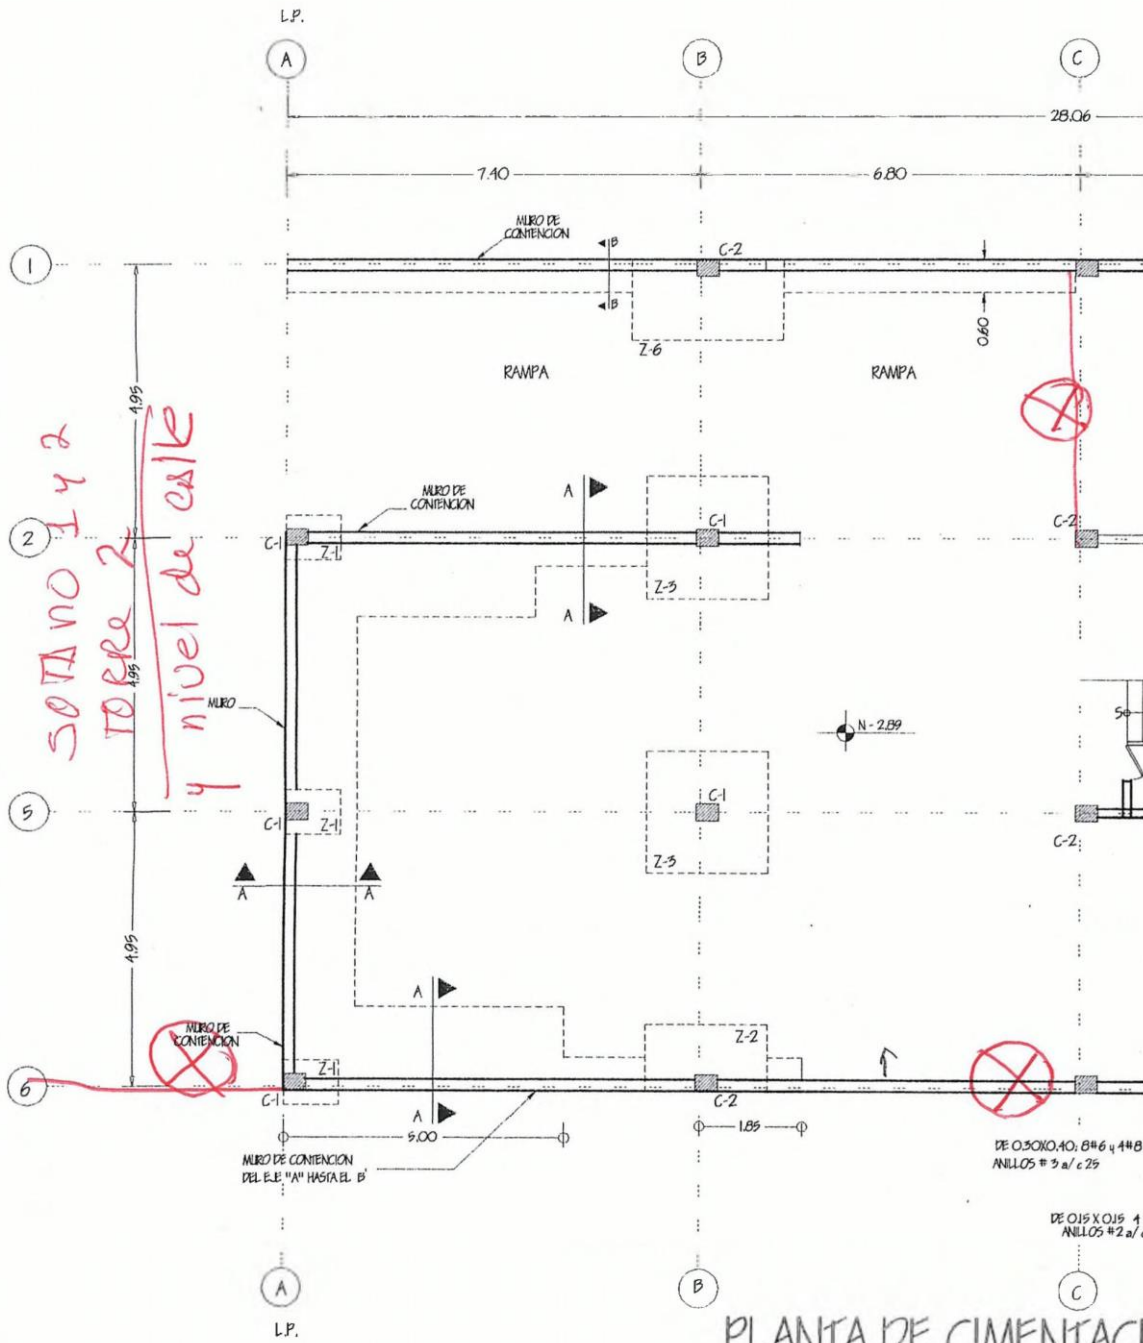 L.P.
A B C
28.06
7.40 6.80
MURO DE
CONTENCION
B
C-2
1
B
0.60
Z-6
RAMPA RAMPA
4.95
SOTANO 1 y 2
TORRE 2
y nivel de calle
MURO DE
CONTENCION
A
2
C-1
Z-1
C-1
C-2
Z-3
A
4.95
MURO
N - 2.89
S
5
C-1
Z-1
C-1
C-2
Z-3
A A
4.95
A
MURO DE
CONTENCION
Z-1
Z-2
6
C-1
C-2
A
5.00
1.85
MURO DE CONTENCION
DEL EJE "A" HASTA EL B'
DE 0.30X0.40: 8#6 y 4#8
ANILLOS # 3 a/c 25
DE 0.15 X 0.15 4
ANILLOS #2 a/
A B C
L.P.
PLANTA DE CIMENTACI